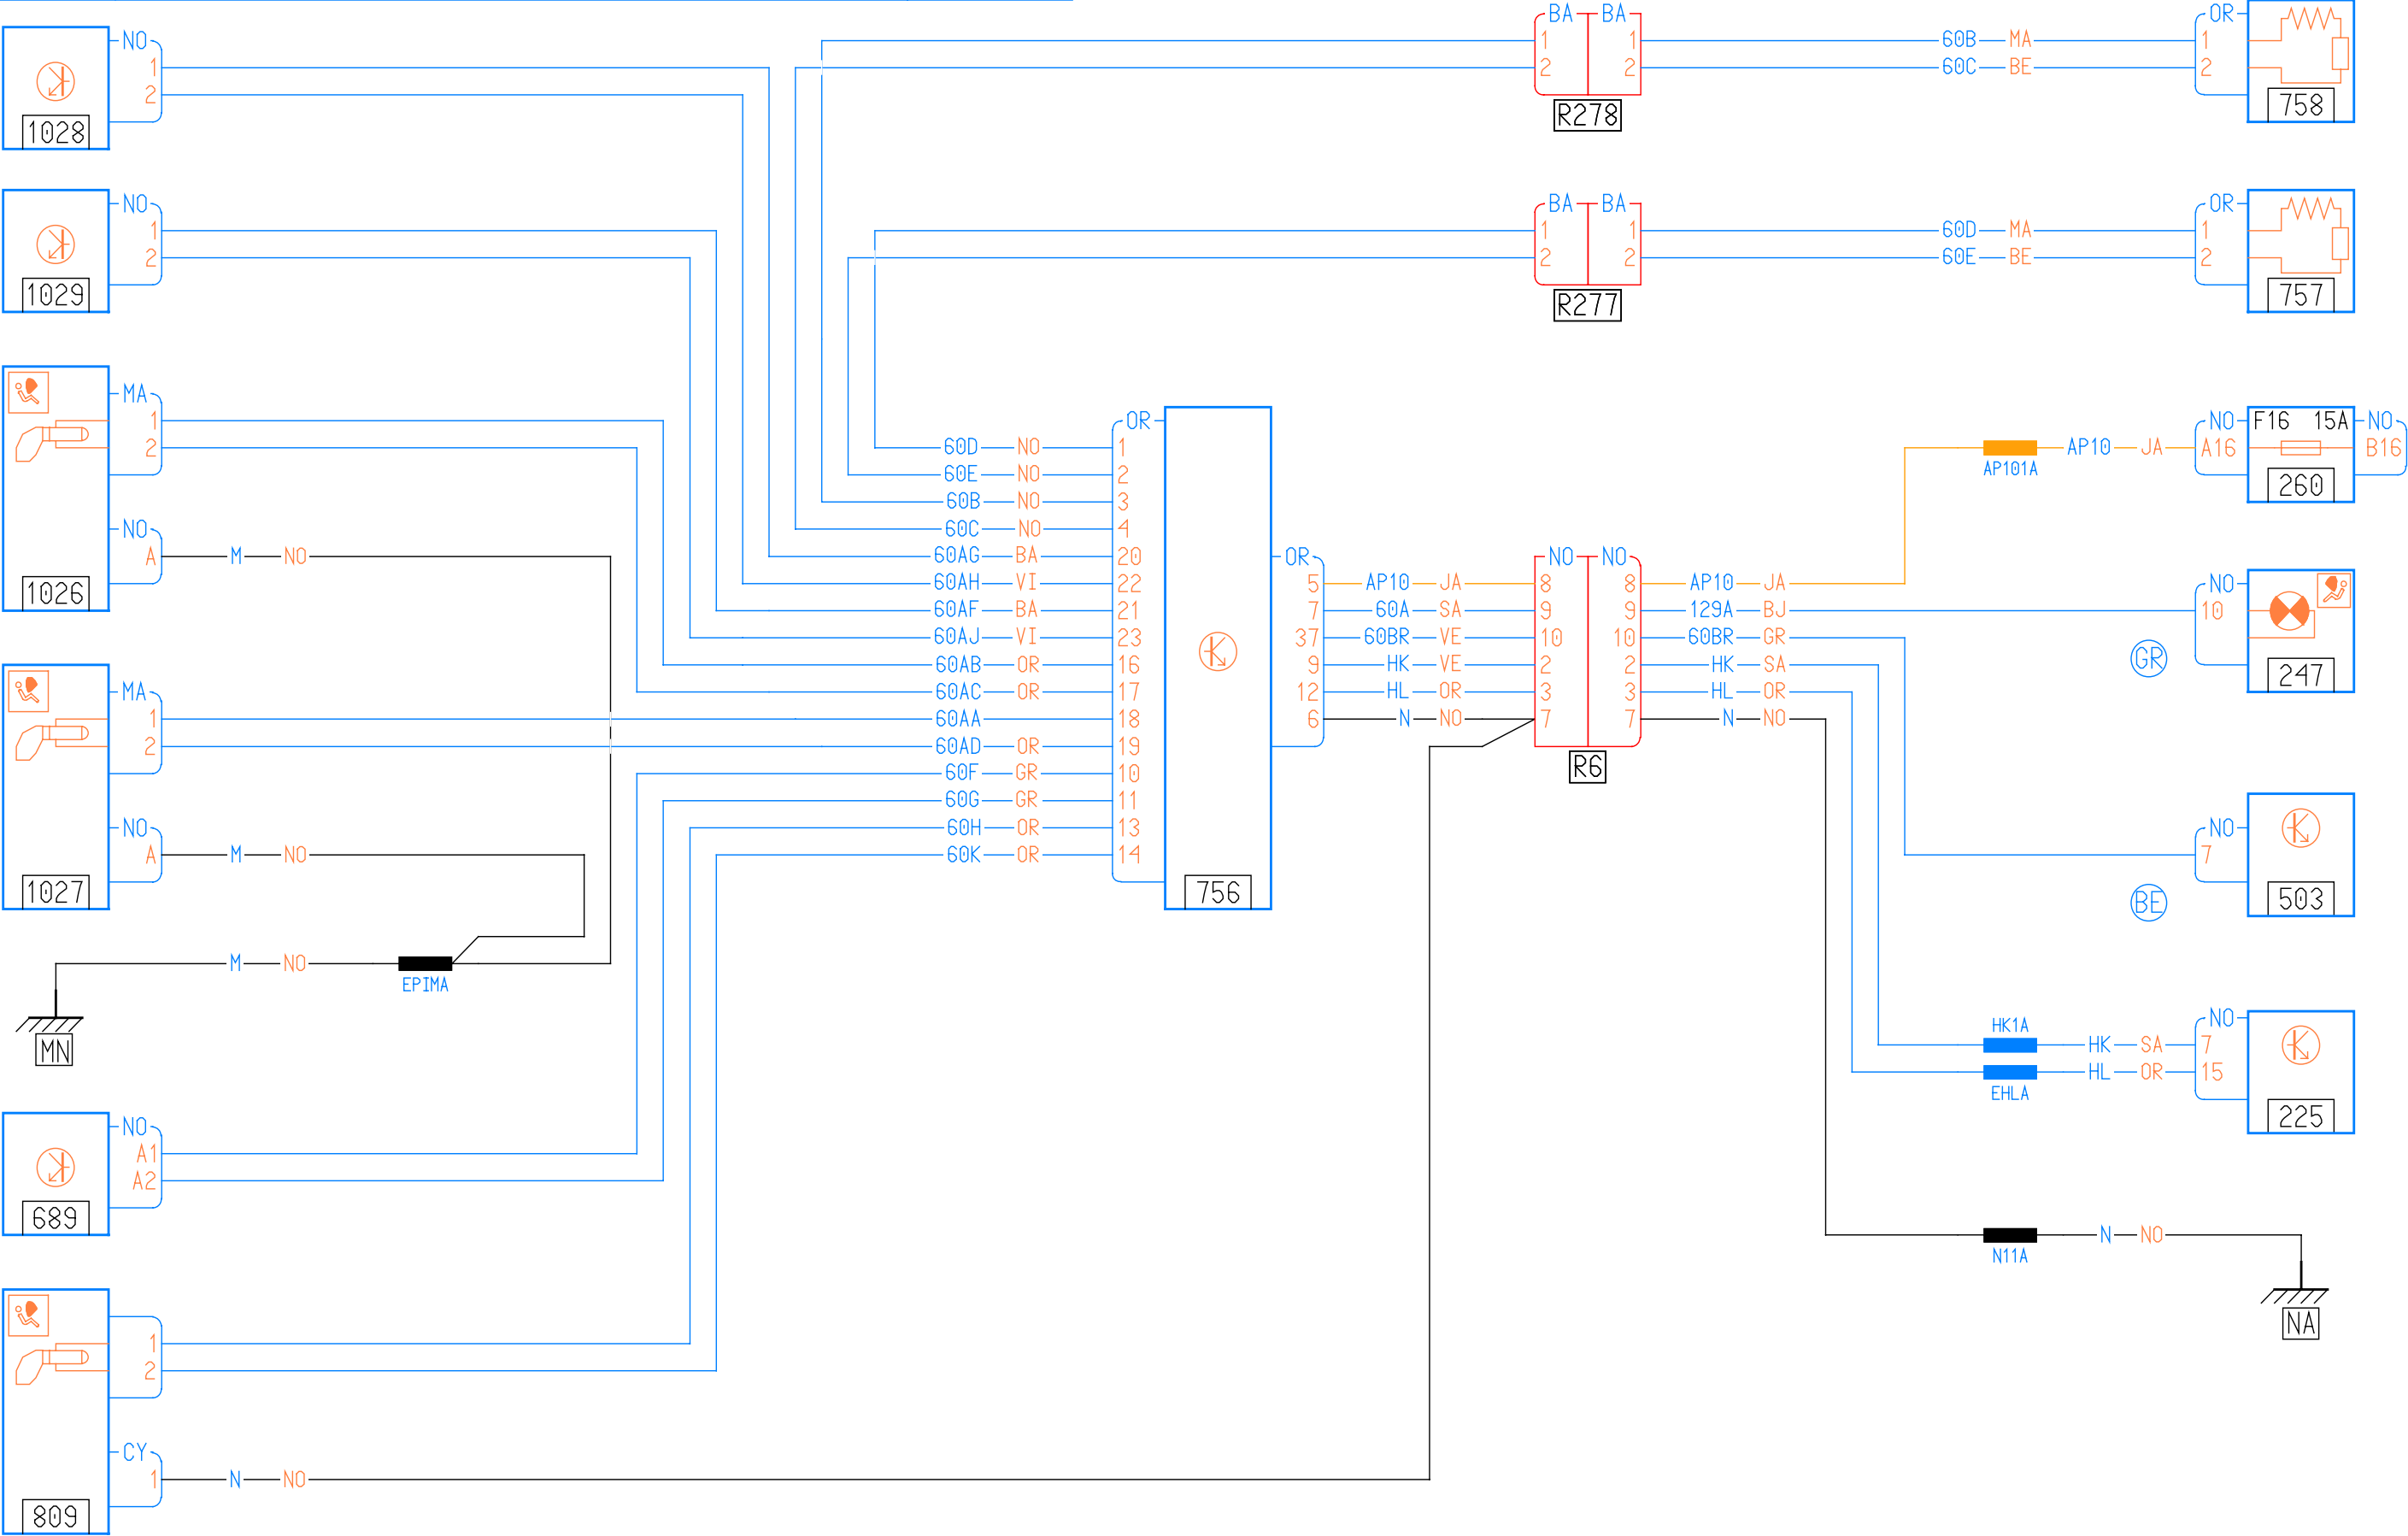 NO
1
2
1028
NO
1
2
1029
MA
1
2
NO
A M NO
1026
MA
1
2
NO
A M NO
1027
M NO
EPIMA
MN
NO
A1
A2
689
1
2
CY
1 N NO
809
BA BA
1 1 60B MA
2 2 60C BE
R278
OR
1
2
758
BA BA
1 1 60D MA
2 2 60E BE
R277
OR
1
2
757
OR
60D NO 1
60E NO 2
60B NO 3
60C NO 4
60AG BA 20
60AH VI 22
60AF BA 21
60AJ VI 23
60AB OR 16
60AC OR 17
60AA 18
60AD OR 19
60F GR 10
60G GR 11
60H OR 13
60K OR 14
756
OR NO NO
5 AP10 JA 8 8 AP10 JA
7 60A SA 9 9 129A BJ
37 60BR VE 10 10 60BR GR
9 HK VE 2 2 HK SA
12 HL OR 3 3 HL OR
6 N NO 7 7 N NO
R6
AP101A
AP10 JA
NO F16 15A NO
A16 B16
260
NO
10
GR
247
NO
7
BE
503
HK1A
NO
HK SA 7
HL OR 15
EHLA
225
N NO
N11A
NA